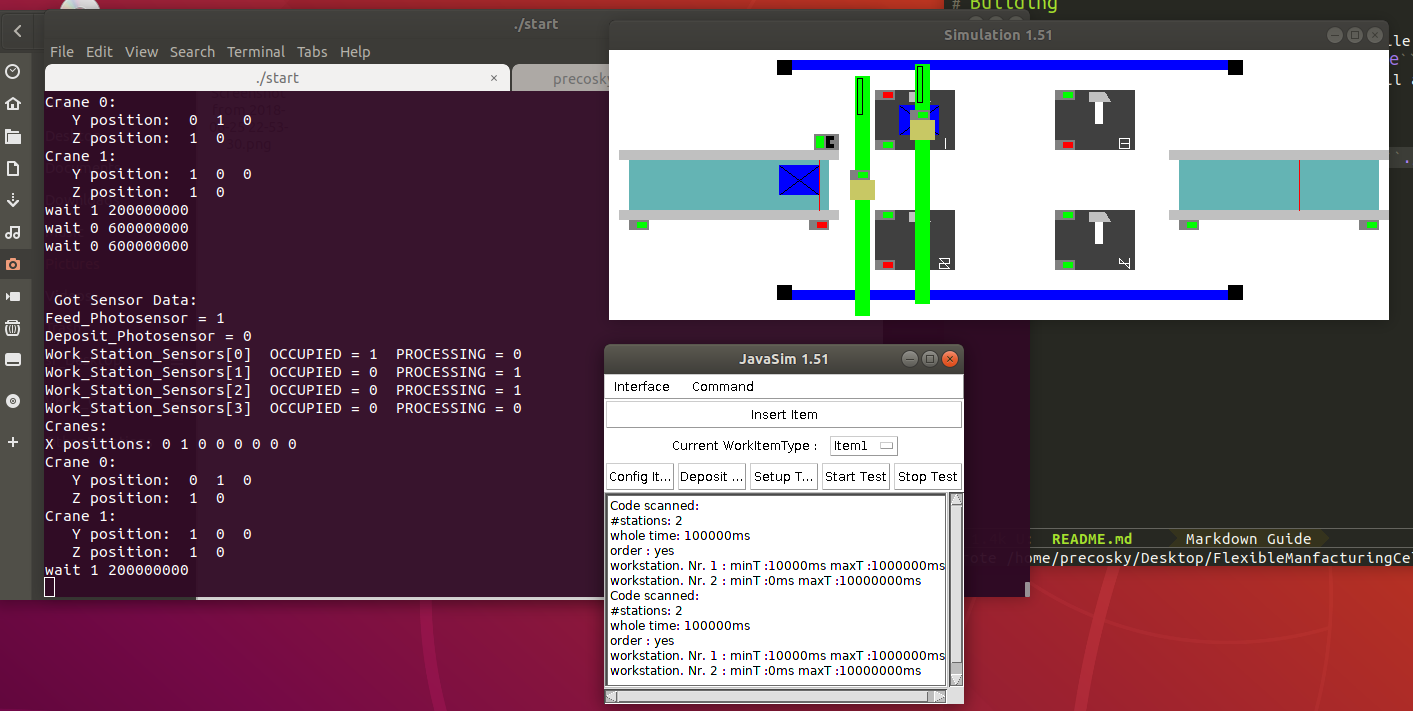 # Building
./start
File Edit View Search Terminal Tabs Help
./start ×
precosky
Crane 0:
Y position: 0 1 0
Z position: 1 0
Crane 1:
Y position: 1 0 0
Z position: 1 0
wait 1 200000000
wait 0 600000000
wait 0 600000000
Got Sensor Data:
Feed_Photosensor = 1
Deposit_Photosensor = 0
Work_Station_Sensors[0] OCCUPIED = 1 PROCESSING = 0
Work_Station_Sensors[1] OCCUPIED = 0 PROCESSING = 1
Work_Station_Sensors[2] OCCUPIED = 0 PROCESSING = 1
Work_Station_Sensors[3] OCCUPIED = 0 PROCESSING = 0
Cranes:
X positions: 0 1 0 0 0 0 0 0
Crane 0:
Y position: 0 1 0
Z position: 1 0
Crane 1:
Y position: 1 0 0
Z position: 1 0
wait 1 200000000
Simulation 1.51
JavaSim 1.51
Interface Command
Insert Item
Current WorkItemType : Item1
Config It... Deposit ... Setup T... Start Test Stop Test
Code scanned:
#stations: 2
whole time: 100000ms
order : yes
workstation. Nr. 1 : minT :10000ms maxT :1000000ms
workstation. Nr. 2 : minT :0ms maxT :10000000ms
Code scanned:
#stations: 2
whole time: 100000ms
order : yes
workstation. Nr. 1 : minT :10000ms maxT :1000000ms
workstation. Nr. 2 : minT :0ms maxT :10000000ms
README.md Markdown Guide
/home/precosky/Desktop/FlexibleManfacturingCel